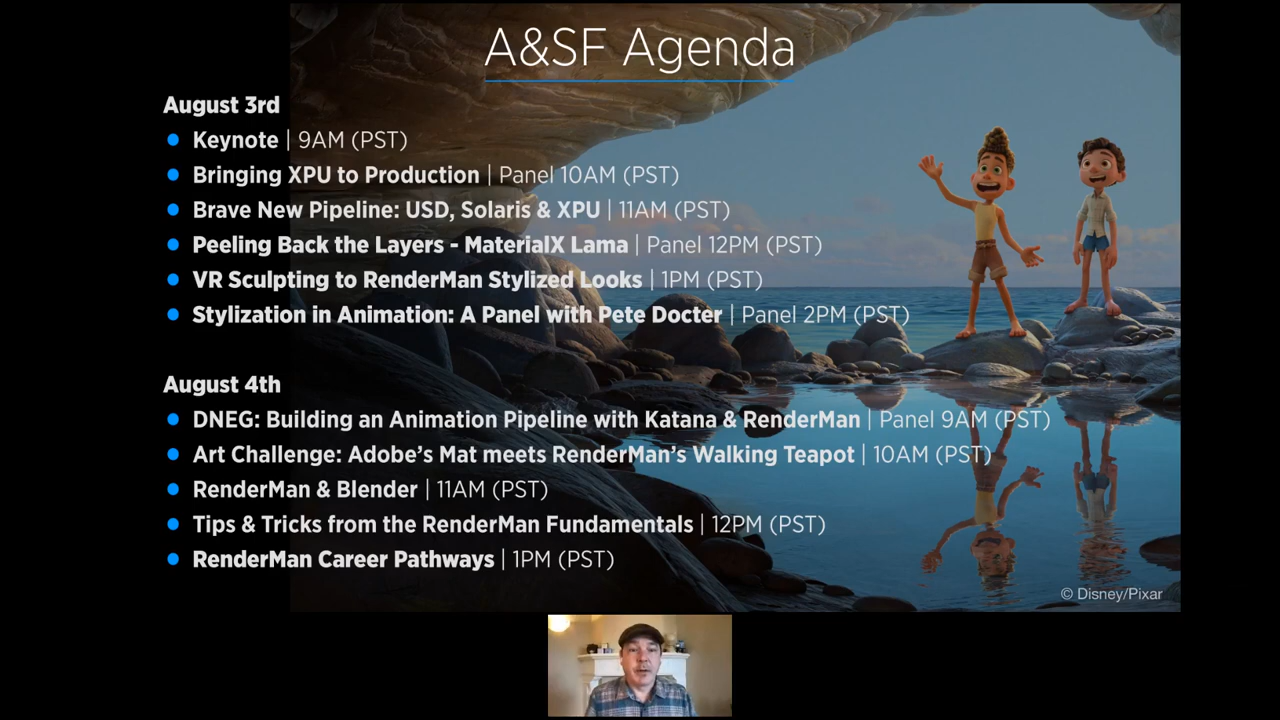 A&SF Agenda
August 3rd
Keynote | 9AM (PST)
Bringing XPU to Production | Panel 10AM (PST)
Brave New Pipeline: USD, Solaris & XPU | 11AM (PST)
Peeling Back the Layers - MaterialX Lama | Panel 12PM (PST)
VR Sculpting to RenderMan Stylized Looks | 1PM (PST)
Stylization in Animation: A Panel with Pete Docter | Panel 2PM (PST)
August 4th
DNEG: Building an Animation Pipeline with Katana & RenderMan | Panel 9AM (PST)
Art Challenge: Adobe’s Mat meets RenderMan’s Walking Teapot | 10AM (PST)
RenderMan & Blender | 11AM (PST)
Tips & Tricks from the RenderMan Fundamentals | 12PM (PST)
RenderMan Career Pathways | 1PM (PST)
© Disney/Pixar